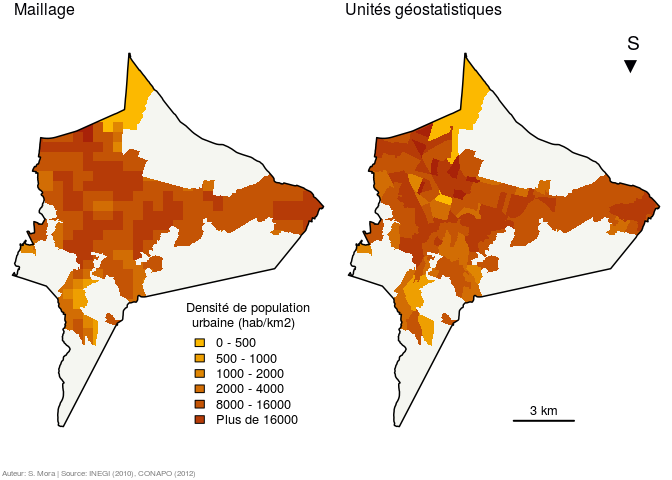 Maillage
Unités géostatistiques
S
Densité de population
urbaine (hab/km2)
0 - 500
500 - 1000
1000 - 2000
2000 - 4000
8000 - 16000
Plus de 16000
3 km
Auteur: S. Mora | Source: INEGI (2010), CONAPO (2012)